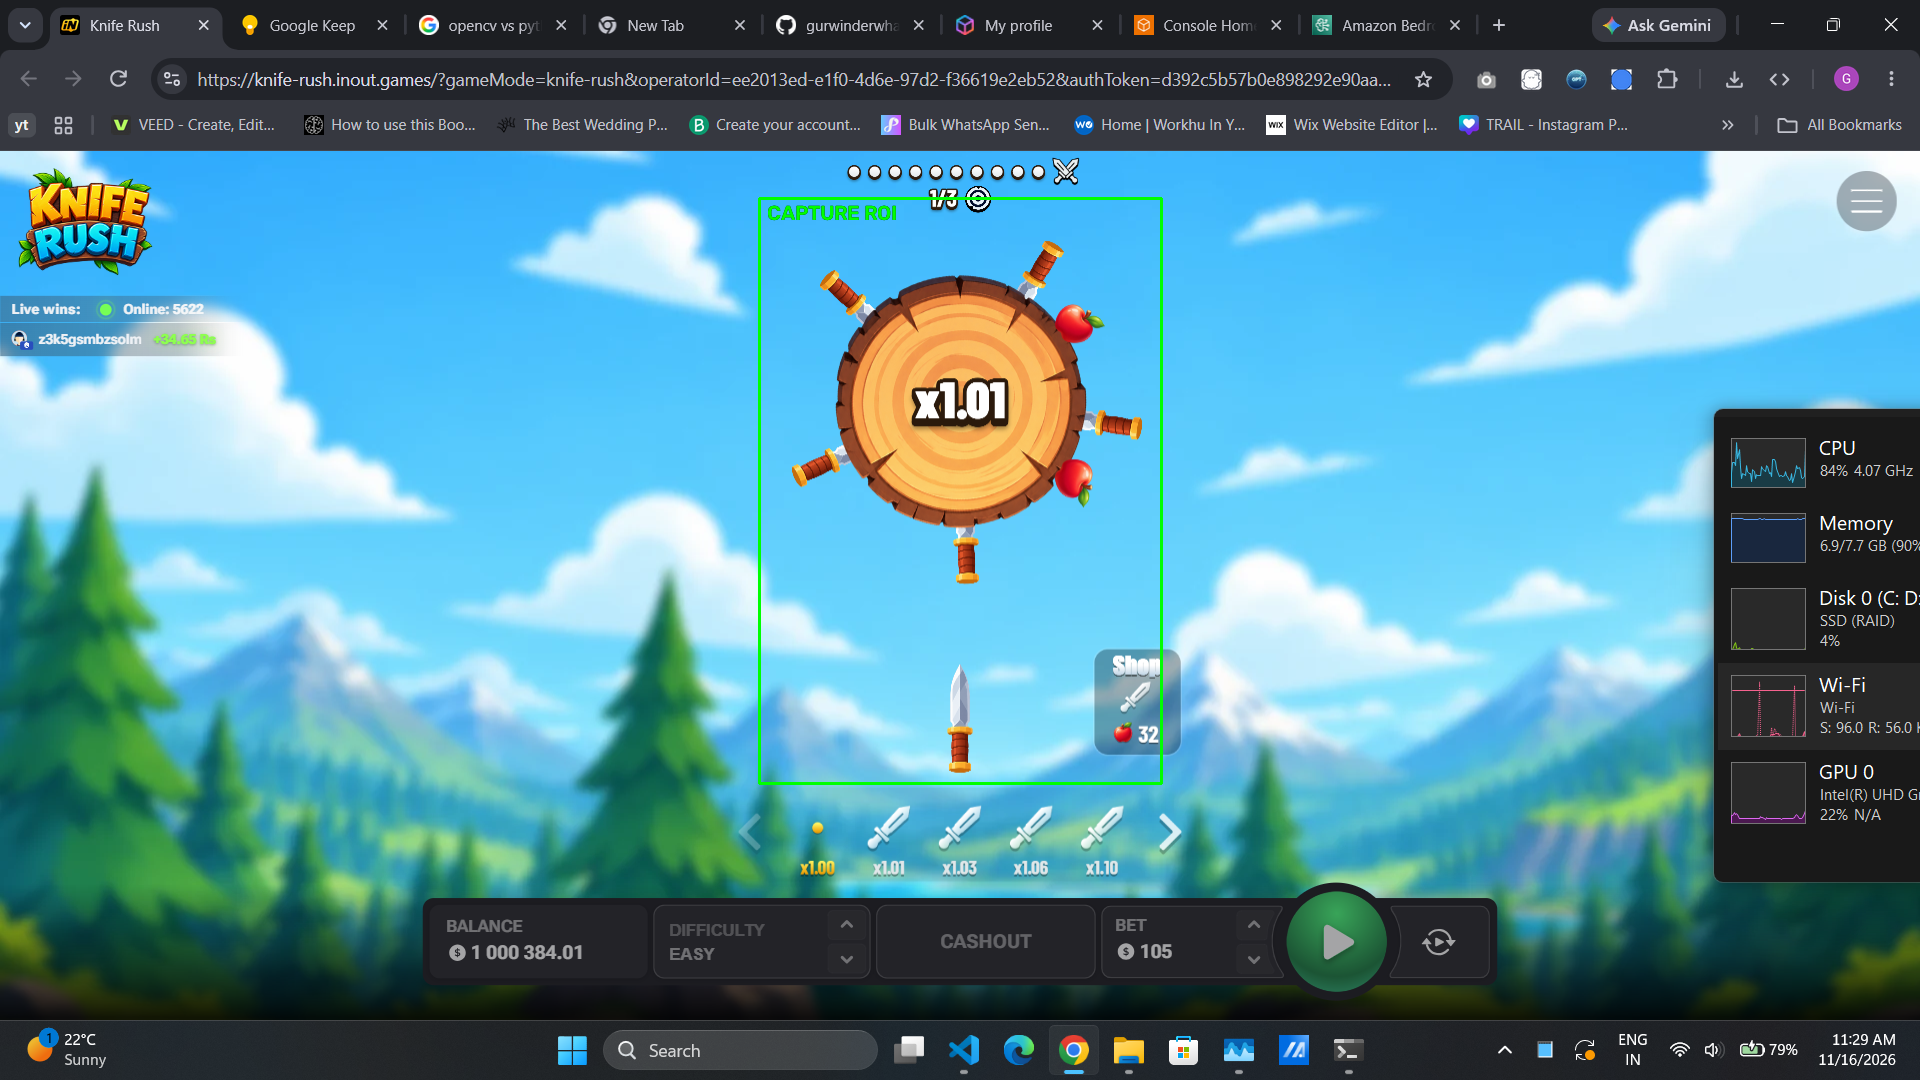 Knife Rush
Google Keep
opencv vs pyt
New Tab
gurwinderwha
My profile
Console Hom
Amazon Bedr
Ask Gemini
https://knife-rush.inout.games/?gameMode=knife-rush&operatorId=ee2013ed-e1f0-4d6e-97d2-f36619e2eb52&authToken=d392c5b57b0e898292e90aa...
G
yt
VEED - Create, Edit...
How to use this Boo...
The Best Wedding P...
Create your account...
Bulk WhatsApp Sen...
Home | Workhu In Y...
WIX
Wix Website Editor |...
TRAIL - Instagram P...
All Bookmarks
KNIFE
RUSH
1/3
CAPTURE ROI
Live wins:
Online: 5622
z3k5gsmbzsolm +34.65 Rs
x1.01
CPU
84% 4.07 GHz
Memory
6.9/7.7 GB (90%
Disk 0 (C: D:
SSD (RAID)
4%
Wi-Fi
Wi-Fi
S: 96.0 R: 56.0 K
GPU 0
Intel(R) UHD Gr
22% N/A
Shop
32
x1.00
x1.01
x1.03
x1.06
x1.10
BALANCE
$ 1 000 384.01
DIFFICULTY
EASY
CASHOUT
BET
$ 105
1
22°C
Sunny
Search
ENG
IN
79%
11:29 AM
11/16/2026